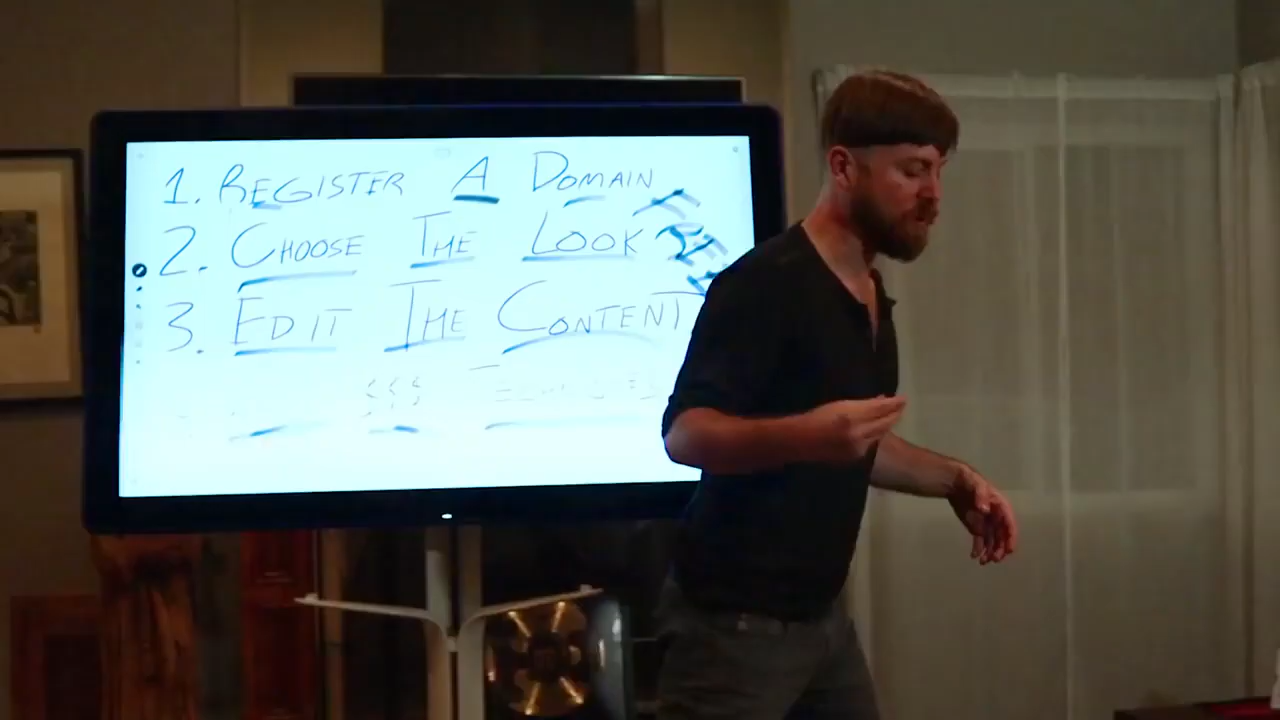 1. REGISTER A DOMAIN
2. CHOOSE THE LOOK
3. EDIT THE CONTENT